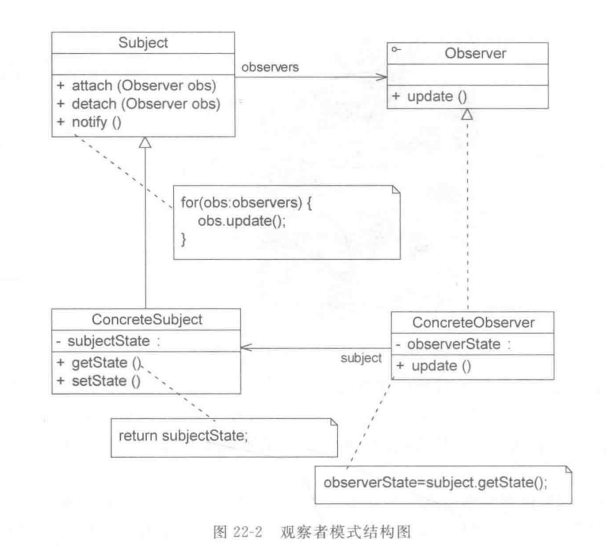 Subject
+ attach (Observer obs)
+ detach (Observer obs)
+ notify ()
observers
Observer
+ update ()
for(obs:observers) {
obs.update();
}
ConcreteSubject
- subjectState :
+ getState ()
+ setState ()
subject
ConcreteObserver
- observerState :
+ update ()
return subjectState;
observerState=subject.getState();
图 22-2 观察者模式结构图